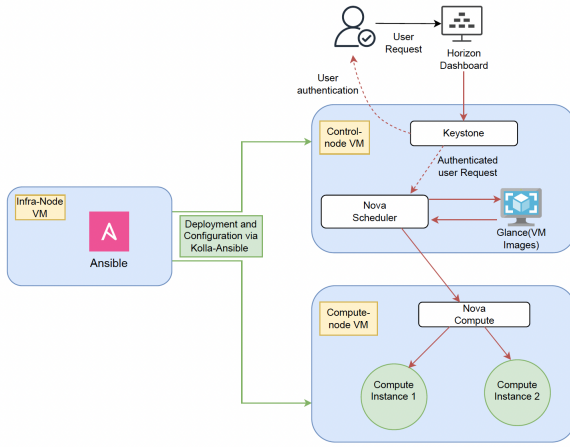 User
Request
Horizon
Dashboard
User
authentication
Control-
node VM
Keystone
Authenticated
user Request
Infra-Node
VM
Ansible
Deployment and
Configuration via
Kolla-Ansible
Nova
Scheduler
Glance(VM
Images)
Compute-
node VM
Nova
Compute
Compute
Instance 1
Compute
Instance 2